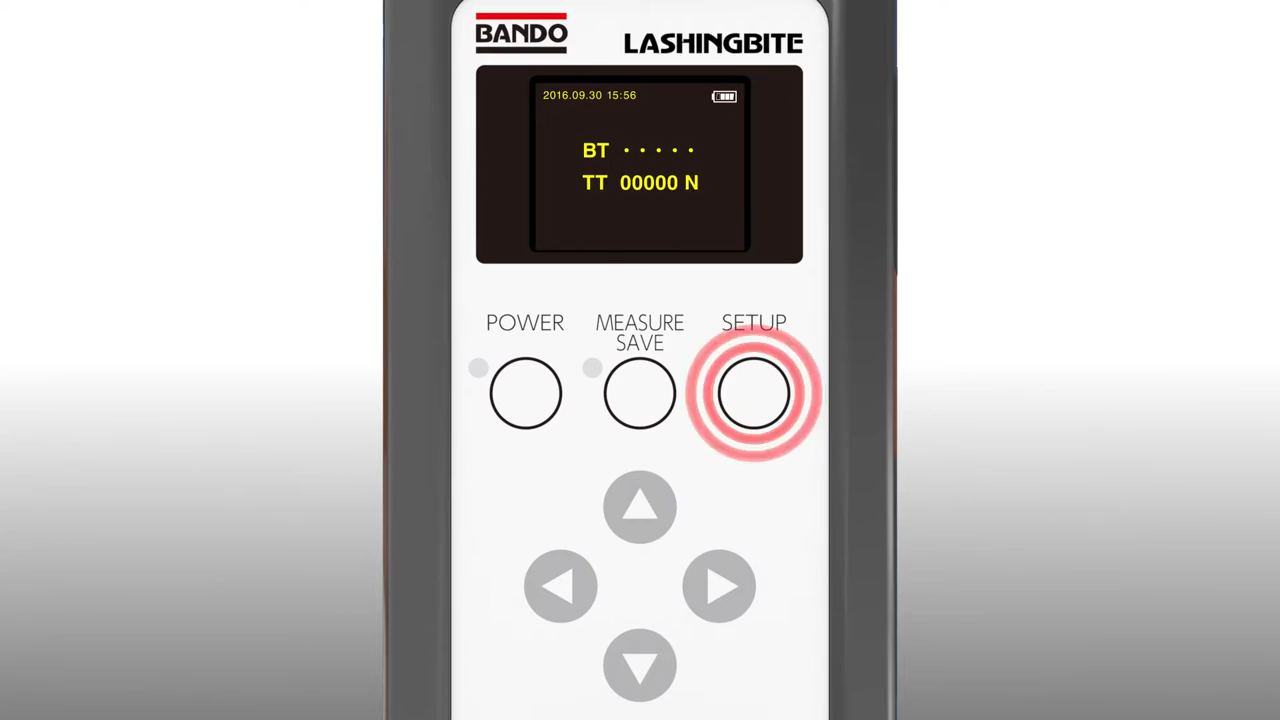 BANDO
LASHINGBITE
2016.09.30 15:56
BT ·····
TT 00000 N
POWER
MEASURE
SAVE
SETUP